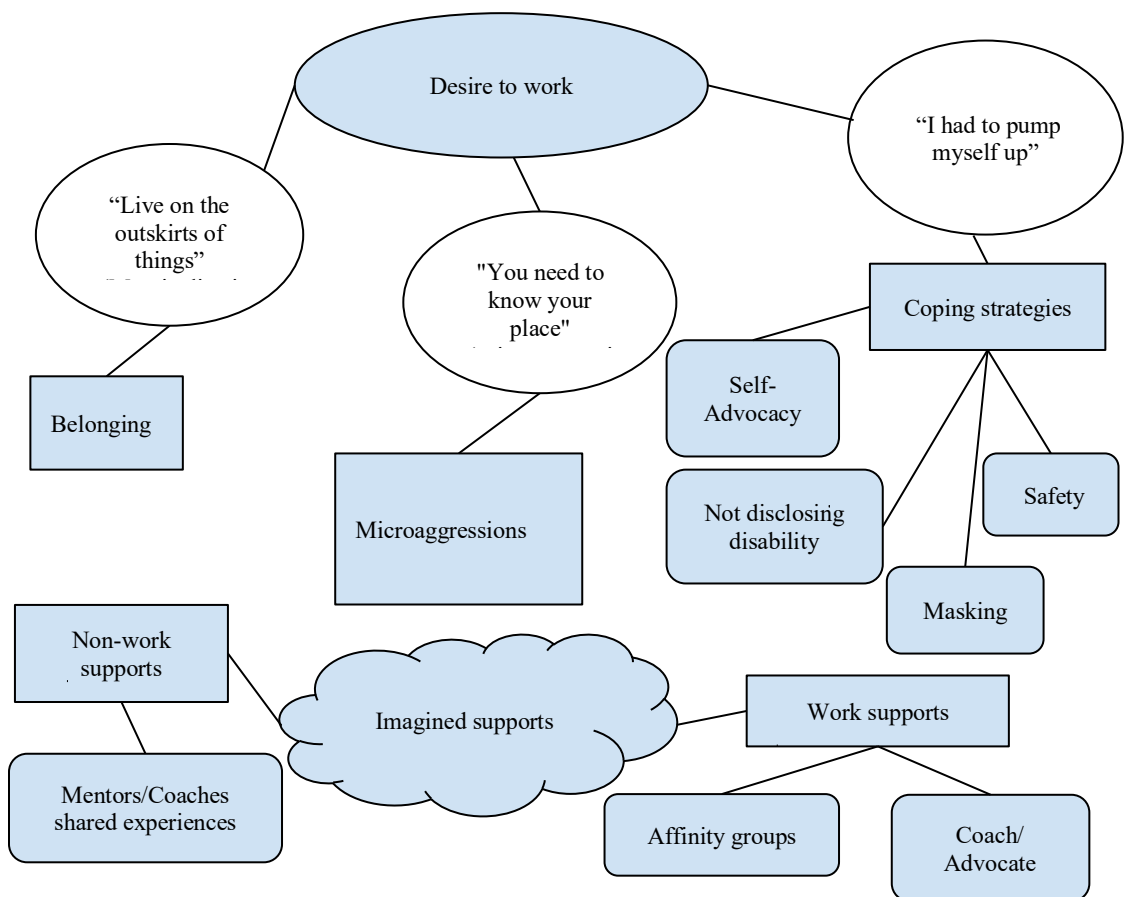 Desire to work
“I had to pump
myself up”
“Live on the
outskirts of
things”
"You need to
know your
place"
Coping strategies
Belonging
Self-
Advocacy
Microaggressions
Not disclosing
disability
Safety
Masking
Non-work
supports
Imagined supports
Work supports
Mentors/Coaches
shared experiences
Affinity groups
Coach/
Advocate